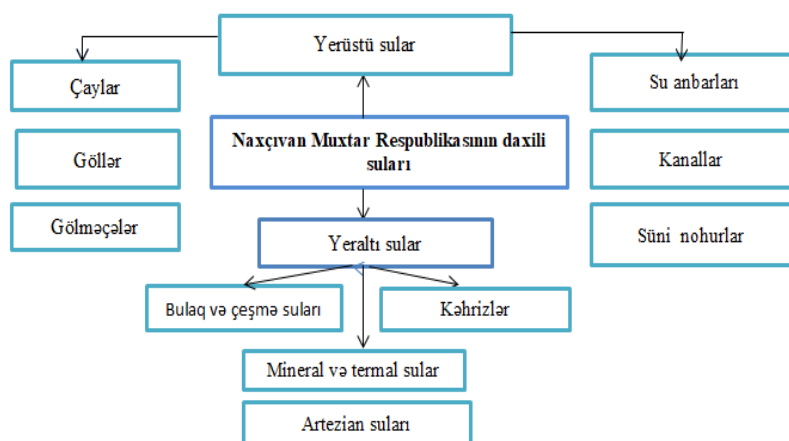 Yerüstü sular
Çaylar
Su anbarları
Naxçıvan Muxtar Respublikasının daxili
suları
Göllər
Kanallar
Gölməçələr
Süni nohurlar
Yeraltı sular
Bulaq və çeşmə suları
Kəhrizlər
Mineral və termal sular
Artezian suları